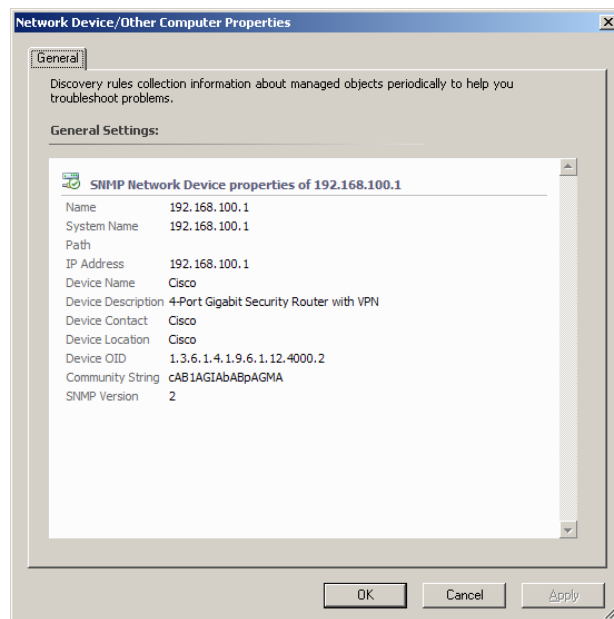 Network Device/Other Computer Properties
General
Discovery rules collection information about managed objects periodically to help you
troubleshoot problems.
General Settings:
SNMP Network Device properties of 192.168.100.1
Name 192.168.100.1
System Name 192.168.100.1
Path
IP Address 192.168.100.1
Device Name Cisco
Device Description 4-Port Gigabit Security Router with VPN
Device Contact Cisco
Device Location Cisco
Device OID 1.3.6.1.4.1.9.6.1.12.4000.2
Community String cAB1AGIAbABpAGMA
SNMP Version 2
OK Cancel Apply